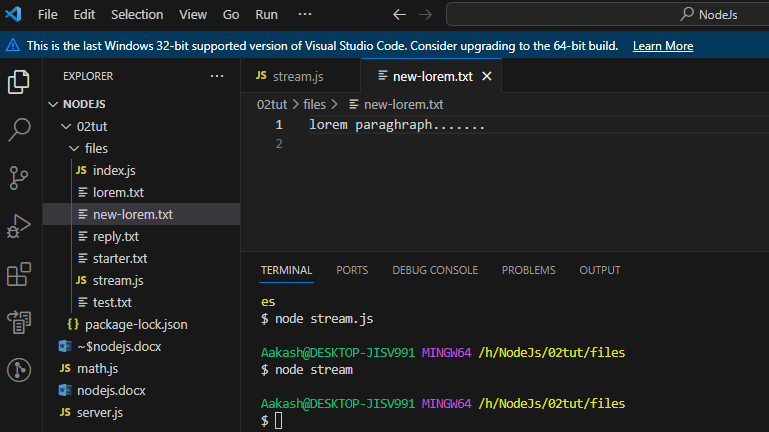 File Edit Selection View Go Run ··· ← → NodeJs
This is the last Windows 32-bit supported version of Visual Studio Code. Consider upgrading to the 64-bit build. Learn More
EXPLORER ···
NODEJS
02tut
files
JS index.js
lorem.txt
new-lorem.txt
reply.txt
starter.txt
JS stream.js
test.txt
{ } package-lock.json
~$nodejs.docx
JS math.js
nodejs.docx
JS server.js
JS stream.js new-lorem.txt ×
02tut > files > new-lorem.txt
1 lorem paraghraph.......
2
TERMINAL PORTS DEBUG CONSOLE PROBLEMS OUTPUT
es
$ node stream.js
Aakash@DESKTOP-JISV991 MINGW64 /h/NodeJs/02tut/files
$ node stream
Aakash@DESKTOP-JISV991 MINGW64 /h/NodeJs/02tut/files
$